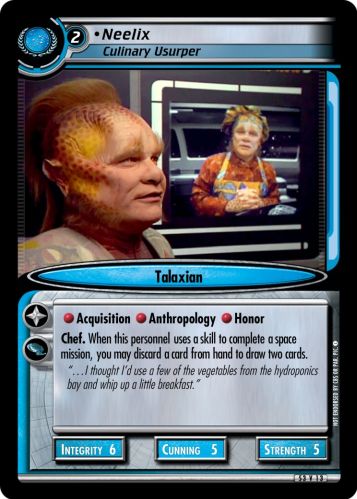 2
•Neelix
Culinary Usurper
Talaxian
Acquisition Anthropology Honor
Chef. When this personnel uses a skill to complete a space
mission, you may discard a card from hand to draw two cards.
"…I thought I'd use a few of the vegetables from the hydroponics
bay and whip up a little breakfast."
NOT ENDORSED BY CBS OR PAR. PIC.
INTEGRITY 6
CUNNING 5
STRENGTH 5
53 V 13